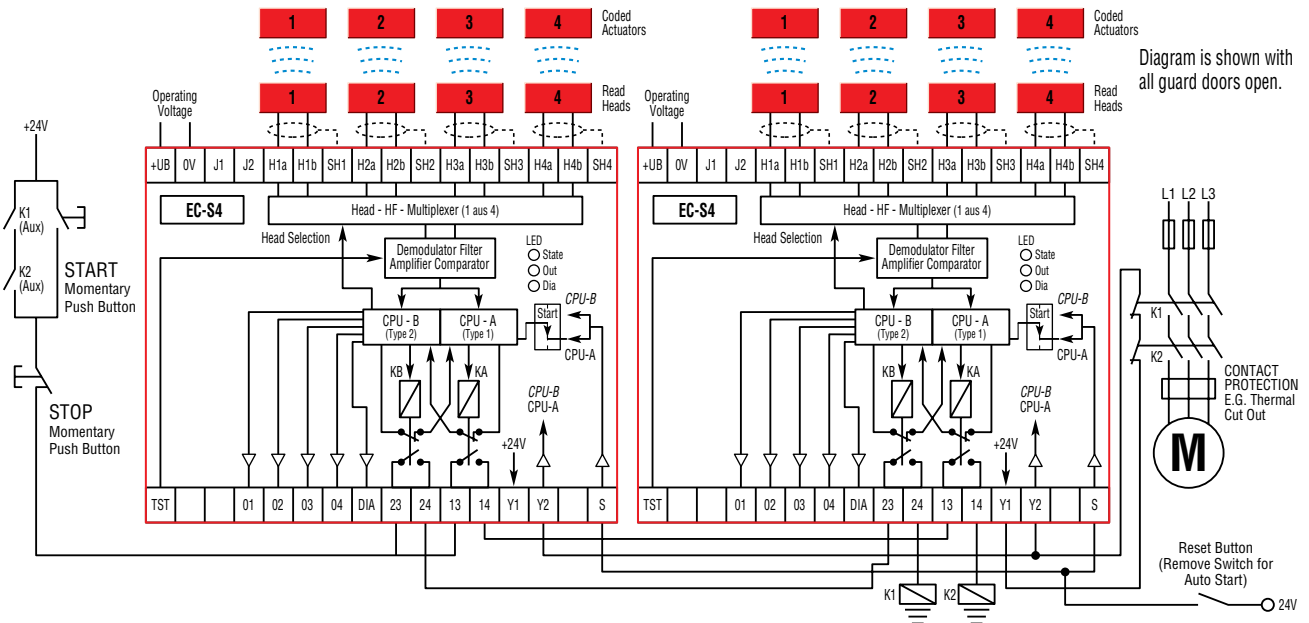 1 2 3 4 Coded Actuators
1 2 3 4 Coded Actuators
Diagram is shown with
all guard doors open.
1 2 3 4 Read Heads
1 2 3 4 Read Heads
Operating
Voltage
Operating
Voltage
+24V
+UB 0V J1 J2 H1a H1b SH1 H2a H2b SH2 H3a H3b SH3 H4a H4b SH4
+UB 0V J1 J2 H1a H1b SH1 H2a H2b SH2 H3a H3b SH3 H4a H4b SH4
K1
(Aux)
K2
(Aux)
START
Momentary
Push Button
STOP
Momentary
Push Button
EC-S4
Head - HF - Multiplexer (1 aus 4)
Head Selection
Demodulator Filter
Amplifier Comparator
LED
State
Out
Dia
CPU - B
(Type 2)
CPU - A
(Type 1)
Start
CPU-B
CPU-A
KB
KA
CPU-B
CPU-A
+24V
TST 01 02 03 04 DIA 23 24 13 14 Y1 Y2 S
EC-S4
Head - HF - Multiplexer (1 aus 4)
Head Selection
Demodulator Filter
Amplifier Comparator
LED
State
Out
Dia
CPU - B
(Type 2)
CPU - A
(Type 1)
Start
CPU-B
CPU-A
KB
KA
CPU-B
CPU-A
+24V
TST 01 02 03 04 DIA 23 24 13 14 Y1 Y2 S
L1 L2 L3
K1
K2
CONTACT
PROTECTION
E.G. Thermal
Cut Out
M
K1
K2
Reset Button
(Remove Switch for
Auto Start)
24V